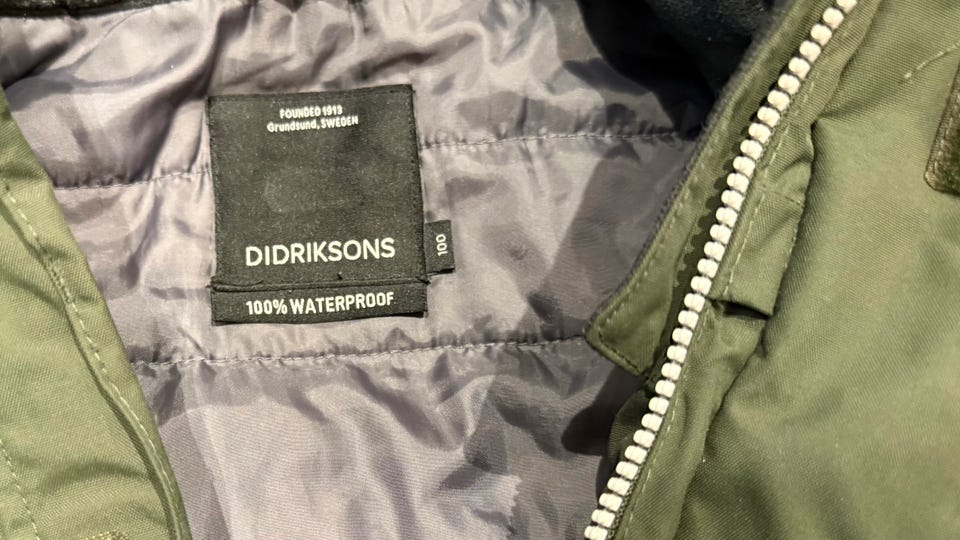 FOUNDED 1913
Grundsund, SWEDEN
DIDRIKSONS
100
100% WATERPROOF